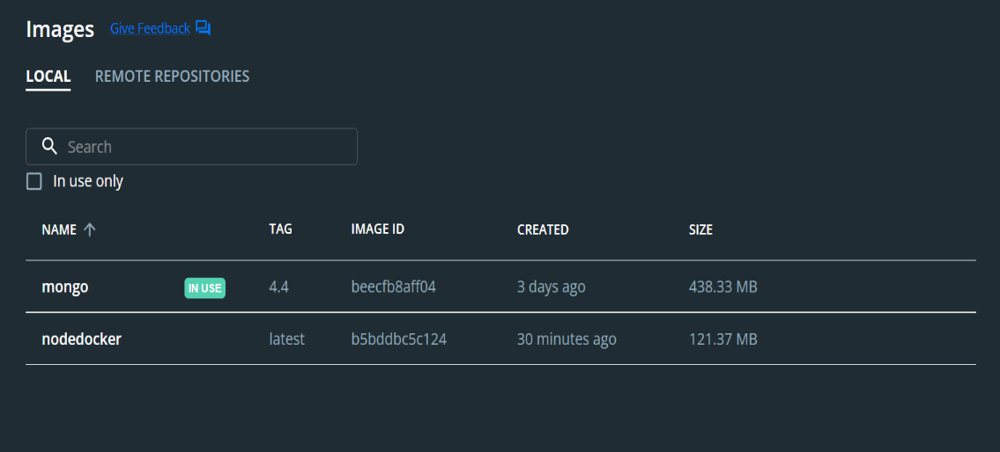 Images Give Feedback
LOCAL REMOTE REPOSITORIES
Search
In use only
NAME TAG IMAGE ID CREATED SIZE
mongo IN USE 4.4 beecfb8aff04 3 days ago 438.33 MB
nodedocker latest b5bddbc5c124 30 minutes ago 121.37 MB